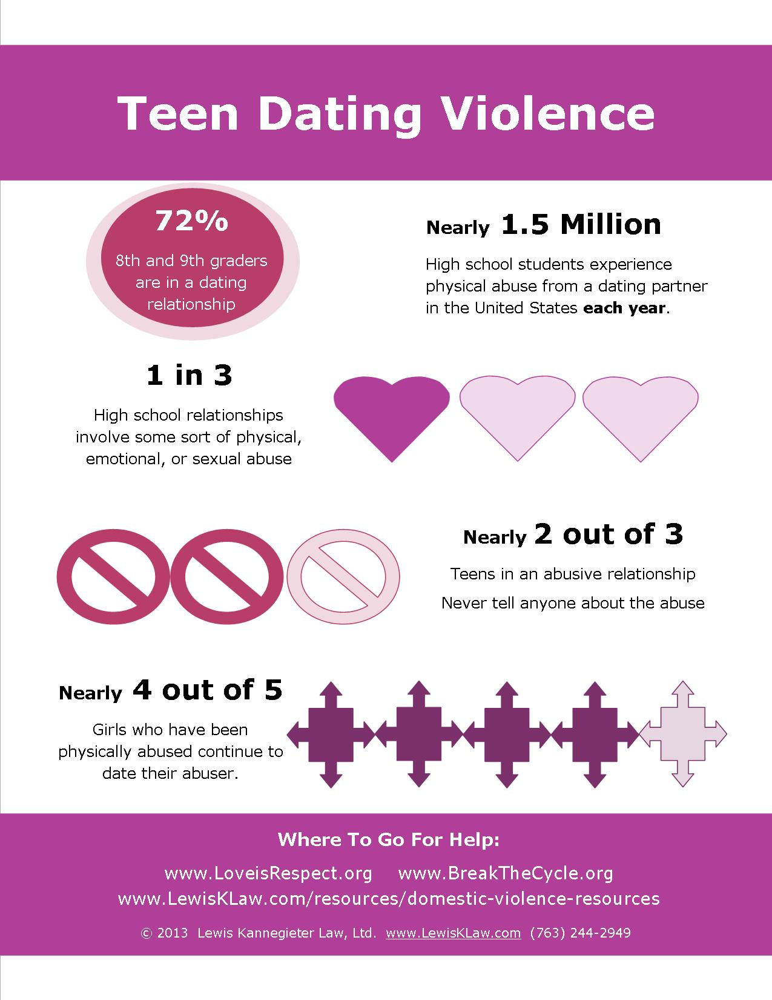 Teen Dating Violence
72%
8th and 9th graders
are in a dating
relationship
Nearly 1.5 Million
High school students experience
physical abuse from a dating partner
in the United States each year.
1 in 3
High school relationships
involve some sort of physical,
emotional, or sexual abuse
Nearly 2 out of 3
Teens in an abusive relationship
Never tell anyone about the abuse
Nearly 4 out of 5
Girls who have been
physically abused continue to
date their abuser.
Where To Go For Help:
www.LoveisRespect.org www.BreakTheCycle.org
www.LewisKLaw.com/resources/domestic-violence-resources
© 2013 Lewis Kannegieter Law, Ltd. www.LewisKLaw.com (763) 244-2949